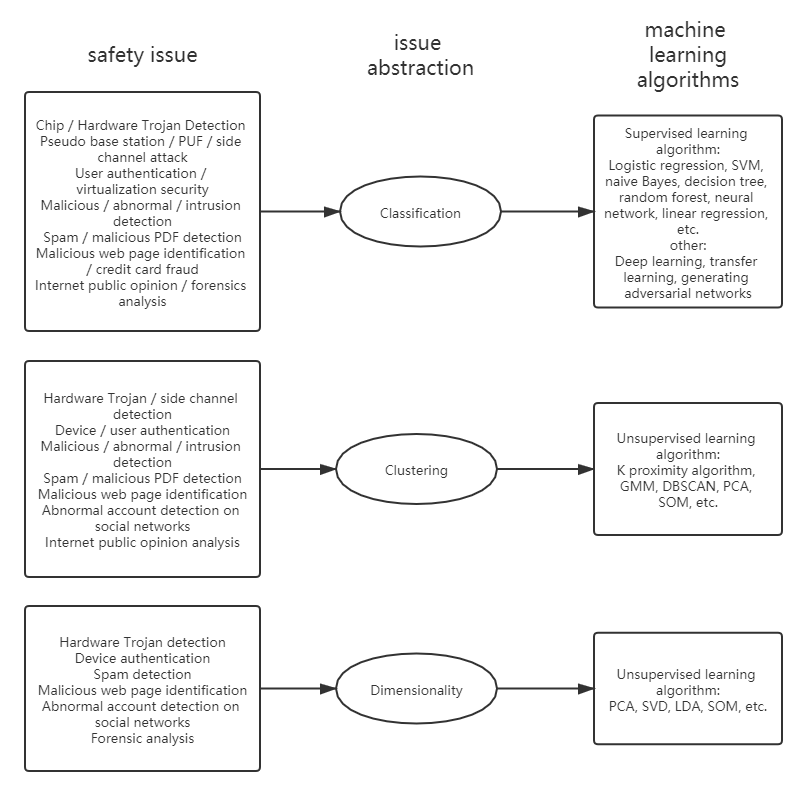 safety issue
issue
abstraction
machine
learning
algorithms
Chip / Hardware Trojan Detection
Pseudo base station / PUF / side
channel attack
User authentication /
virtualization security
Malicious / abnormal / intrusion
detection
Spam / malicious PDF detection
Malicious web page identification
/ credit card fraud
Internet public opinion / forensics
analysis
Classification
Supervised learning
algorithm:
Logistic regression, SVM,
naive Bayes, decision tree,
random forest, neural
network, linear regression,
etc.
other:
Deep learning, transfer
learning, generating
adversarial networks
Hardware Trojan / side channel
detection
Device / user authentication
Malicious / abnormal / intrusion
detection
Spam / malicious PDF detection
Malicious web page identification
Abnormal account detection on
social networks
Internet public opinion analysis
Clustering
Unsupervised learning
algorithm:
K proximity algorithm,
GMM, DBSCAN, PCA,
SOM, etc.
Hardware Trojan detection
Device authentication
Spam detection
Malicious web page identification
Abnormal account detection on
social networks
Forensic analysis
Dimensionality
Unsupervised learning
algorithm:
PCA, SVD, LDA, SOM, etc.